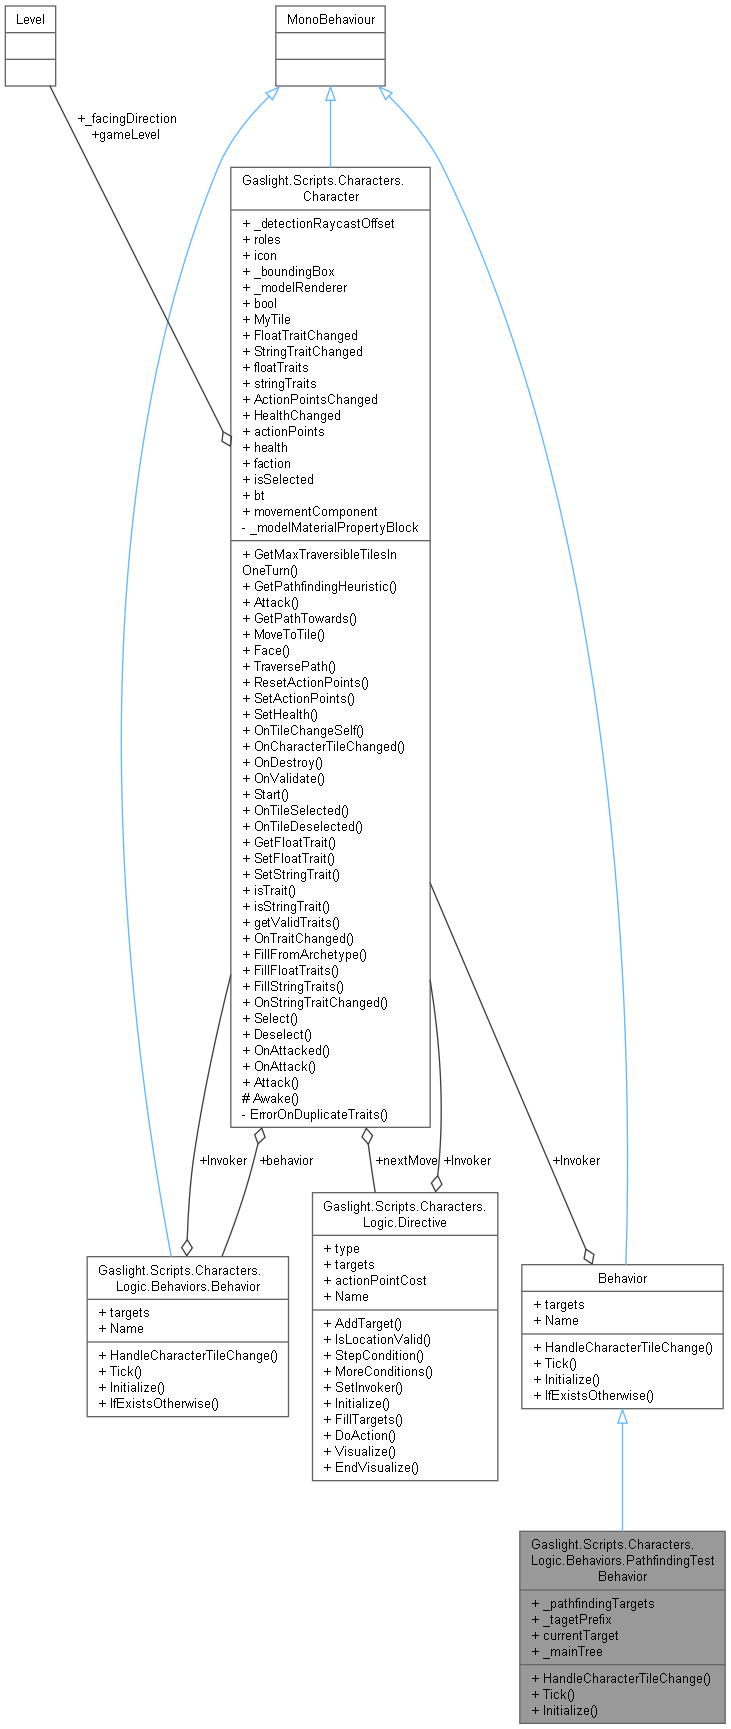 Level
MonoBehaviour
+_facingDirection
+gameLevel
Gaslight.Scripts.Characters.
Character
+ _detectionRaycastOffset
+ roles
+ icon
+ _boundingBox
+ _modelRenderer
+ bool
+ MyTile
+ FloatTraitChanged
+ StringTraitChanged
+ floatTraits
+ stringTraits
+ ActionPointsChanged
+ HealthChanged
+ actionPoints
+ health
+ faction
+ isSelected
+ bt
+ movementComponent
- _modelMaterialPropertyBlock
+ GetMaxTraversibleTilesIn
OneTurn()
+ GetPathfindingHeuristic()
+ Attack()
+ GetPathTowards()
+ MoveToTile()
+ Face()
+ TraversePath()
+ ResetActionPoints()
+ SetActionPoints()
+ SetHealth()
+ OnTileChangeSelf()
+ OnCharacterTileChanged()
+ OnDestroy()
+ OnValidate()
+ Start()
+ OnTileSelected()
+ OnTileDeselected()
+ GetFloatTrait()
+ SetFloatTrait()
+ SetStringTrait()
+ isTrait()
+ isStringTrait()
+ getValidTraits()
+ OnTraitChanged()
+ FillFromArchetype()
+ FillFloatTraits()
+ FillStringTraits()
+ OnStringTraitChanged()
+ Select()
+ Deselect()
+ OnAttacked()
+ OnAttack()
+ Attack()
# Awake()
- ErrorOnDuplicateTraits()
+Invoker
+behavior
+nextMove
+Invoker
+Invoker
Gaslight.Scripts.Characters.
Logic.Behaviors.Behavior
+ targets
+ Name
+ HandleCharacterTileChange()
+ Tick()
+ Initialize()
+ IfExistsOtherwise()
Gaslight.Scripts.Characters.
Logic.Directive
+ type
+ targets
+ actionPointCost
+ Name
+ AddTarget()
+ IsLocationValid()
+ StepCondition()
+ MoreConditions()
+ SetInvoker()
+ Initialize()
+ FillTargets()
+ DoAction()
+ Visualize()
+ EndVisualize()
Behavior
+ targets
+ Name
+ HandleCharacterTileChange()
+ Tick()
+ Initialize()
+ IfExistsOtherwise()
Gaslight.Scripts.Characters.
Logic.Behaviors.PathfindingTest
Behavior
+ _pathfindingTargets
+ _tagetPrefix
+ currentTarget
+ _mainTree
+ HandleCharacterTileChange()
+ Tick()
+ Initialize()